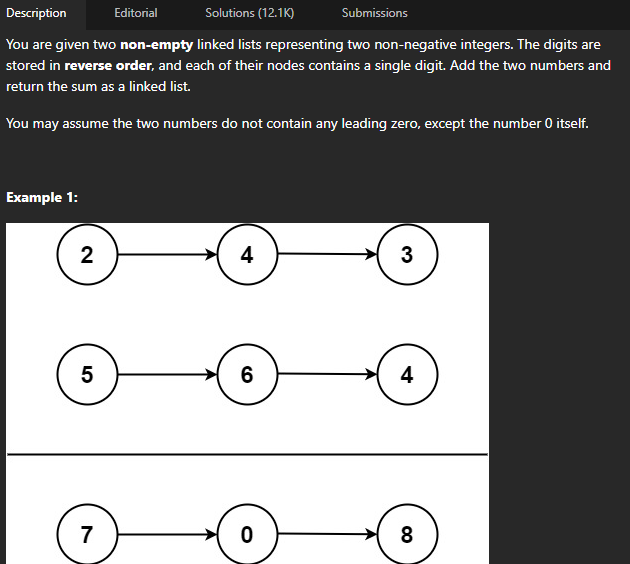 Description Editorial Solutions (12.1K) Submissions
You are given two non-empty linked lists representing two non-negative integers. The digits are
stored in reverse order, and each of their nodes contains a single digit. Add the two numbers and
return the sum as a linked list.
You may assume the two numbers do not contain any leading zero, except the number 0 itself.
Example 1:
2 4 3
5 6 4
7 0 8